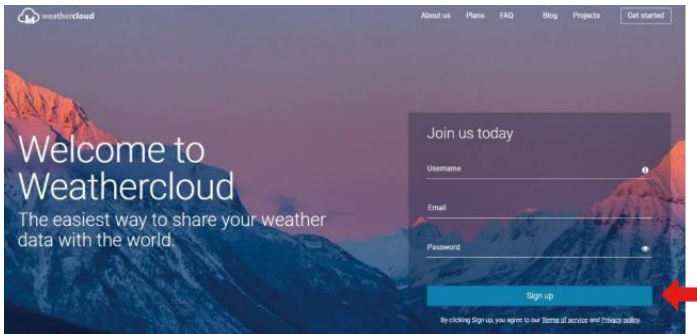 weathercloud
About us Plans FAQ Blog Projects Get started
Welcome to
Weathercloud
The easiest way to share your weather
data with the world.
Join us today
Username
Email
Password
Sign up
By clicking Sign up, you agree to our Terms of service and Privacy policy.